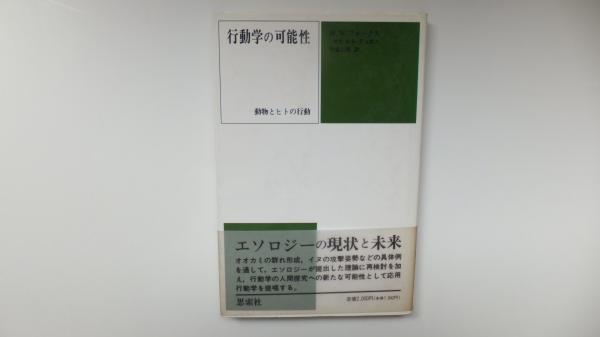 行動学の可能性
動物とヒトの行動
エソロジーの現状と未来
オオカミの群れ形成，イヌの攻撃姿勢などの具体例
を通して，エソロジーが提出した理論に再検討を加
え，行動学の人間探究への新たな可能性として応用
行動学を提唱する。
思索社